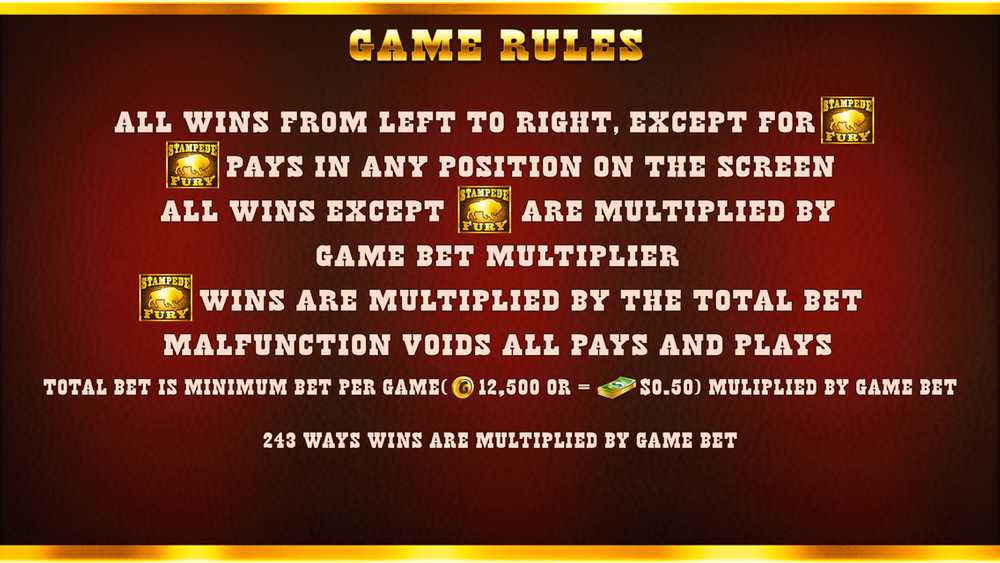 GAME RULES
ALL WINS FROM LEFT TO RIGHT, EXCEPT FOR STAMPEDE FURY
STAMPEDE FURY PAYS IN ANY POSITION ON THE SCREEN
ALL WINS EXCEPT STAMPEDE FURY ARE MULTIPLIED BY
GAME BET MULTIPLIER
STAMPEDE FURY WINS ARE MULTIPLIED BY THE TOTAL BET
MALFUNCTION VOIDS ALL PAYS AND PLAYS
TOTAL BET IS MINIMUM BET PER GAME( G 12,500 OR = $0.50) MULIPLIED BY GAME BET
243 WAYS WINS ARE MULTIPLIED BY GAME BET